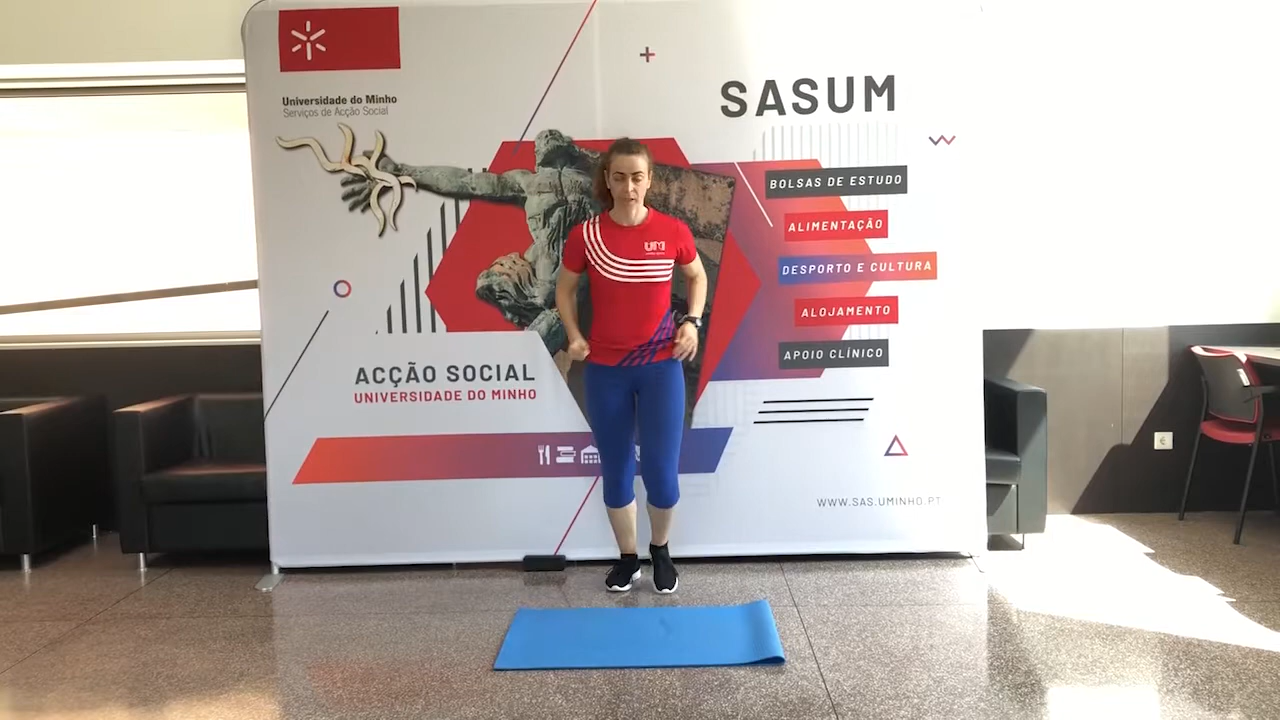 Universidade do Minho
Serviços de Acção Social
SASUM
BOLSAS DE ESTUDO
ALIMENTAÇÃO
DESPORTO E CULTURA
ALOJAMENTO
APOIO CLÍNICO
ACÇÃO SOCIAL
UNIVERSIDADE DO MINHO
WWW.SAS.UMINHO.PT
UM